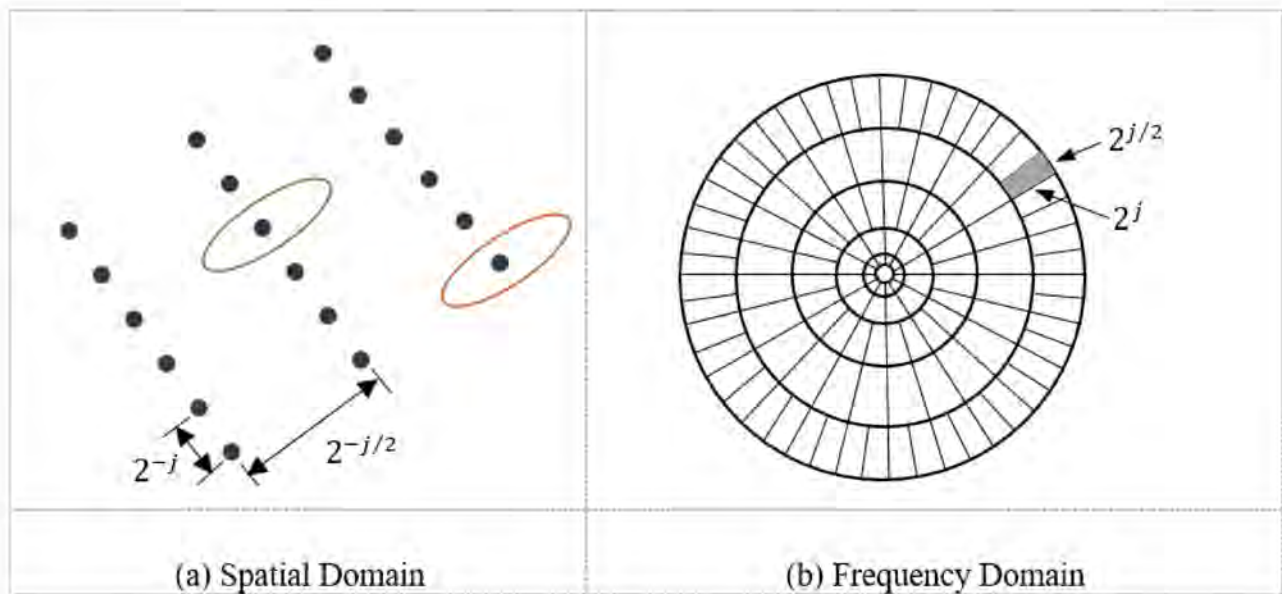 2^{-j}
2^{-j/2}
2^{j/2}
2^{j}
(a) Spatial Domain
(b) Frequency Domain